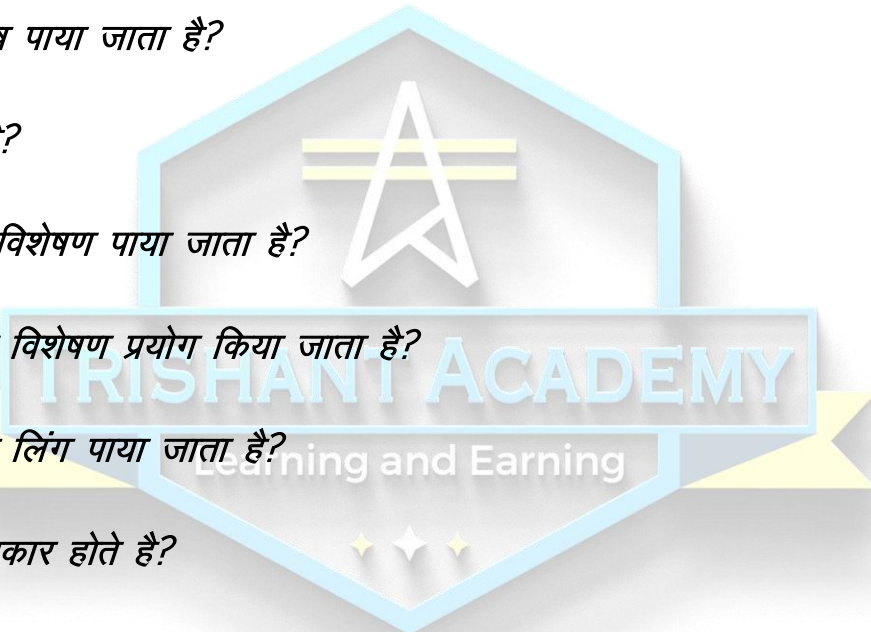 पाया जाता है?
विशेषण पाया जाता है?
विशेषण प्रयोग किया जाता है?
TRISHANT ACADEMY
लिंग पाया जाता है?
Learning and Earning
होते है?